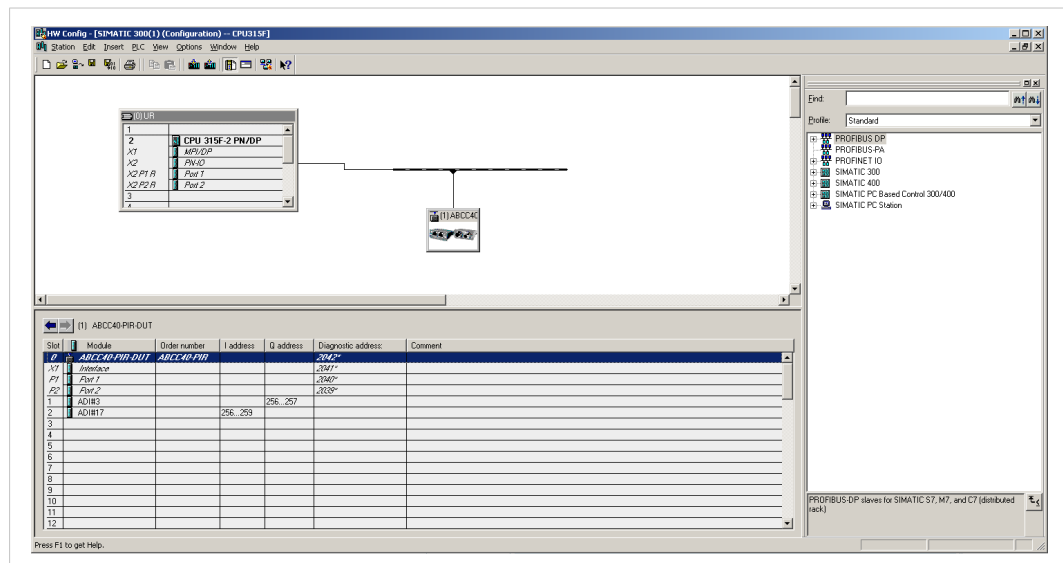 HW Config - [SIMATIC 300(1) (Configuration) -- CPU315F]
Station Edit Insert PLC View Options Window Help
(0) UR
1
2 CPU 315F-2 PN/DP
X1 MPI/DP
X2 PN-IO
X2 P1 R Port 1
X2 P2 R Port 2
3
4
(1) ABCC40
Find:
Profile: Standard
PROFIBUS DP
PROFIBUS-PA
PROFINET IO
SIMATIC 300
SIMATIC 400
SIMATIC PC Based Control 300/400
SIMATIC PC Station
(1) ABCC40-PIR-DUT
Slot Module Order number I address Q address Diagnostic address: Comment
0 ABCC40-PIR-DUT ABCC40-PIR 2042*
X1 Interface 2041*
P1 Port 1 2040*
P2 Port 2 2039*
1 ADI#3 256...257
2 ADI#17 256...259
3
4
5
6
7
8
9
10
11
12
PROFIBUS-DP slaves for SIMATIC S7, M7, and C7 (distributed
rack)
Press F1 to get Help.